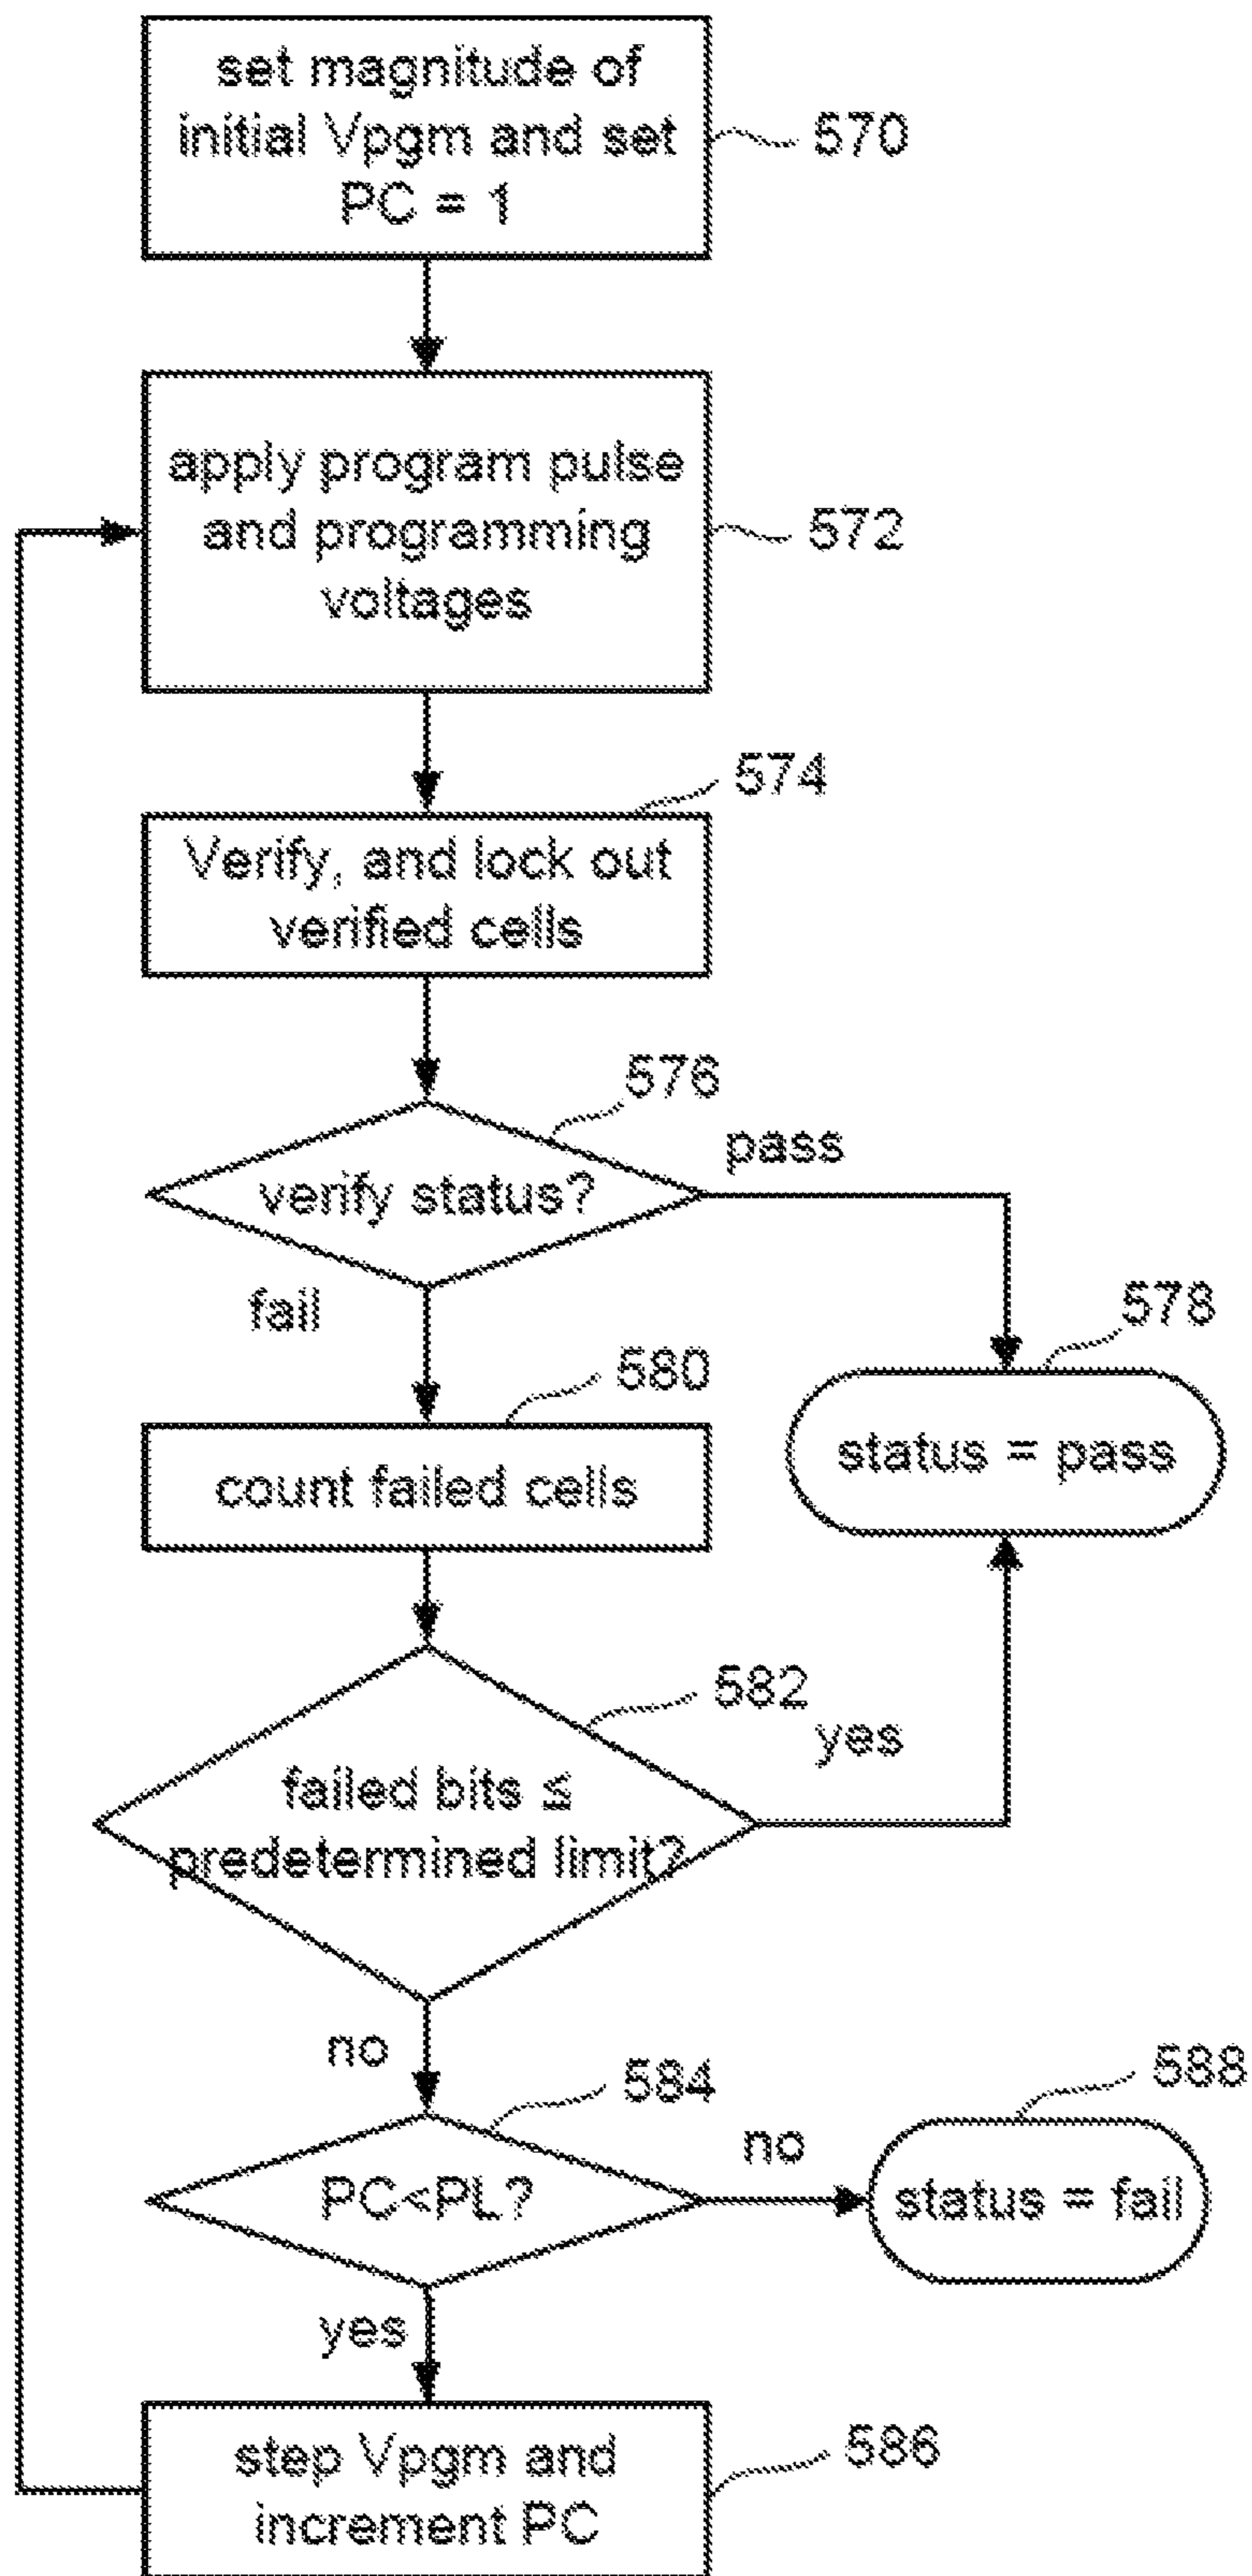 set magnitude of
initial Vpgm and set
PC = 1
570
apply program pulse
and programming
voltages
572
574
Verify, and lock out
verified cells
576
pass
verify status?
fail
578
status = pass
580
count failed cells
582
yes
failed bits ≤
predetermined limit?
no
584
588
no
PC<PL?
status = fail
yes
step Vpgm and
increment PC
586